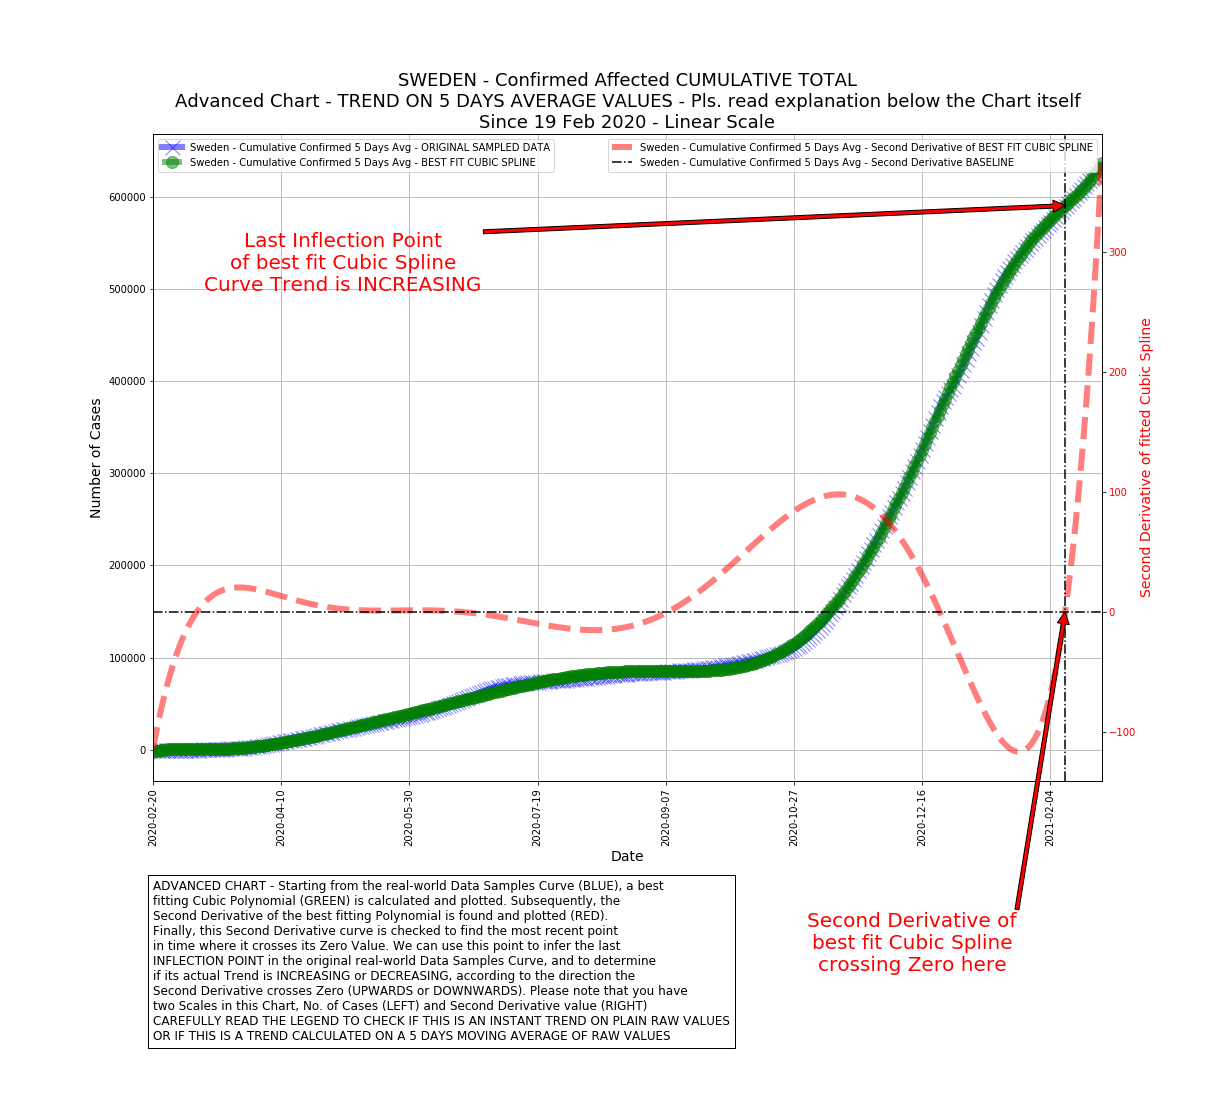 SWEDEN - Confirmed Affected CUMULATIVE TOTAL
Advanced Chart - TREND ON 5 DAYS AVERAGE VALUES - Pls. read explanation below the Chart itself
Since 19 Feb 2020 - Linear Scale
Sweden - Cumulative Confirmed 5 Days Avg - ORIGINAL SAMPLED DATA
Sweden - Cumulative Confirmed 5 Days Avg - BEST FIT CUBIC SPLINE
Sweden - Cumulative Confirmed 5 Days Avg - Second Derivative of BEST FIT CUBIC SPLINE
Sweden - Cumulative Confirmed 5 Days Avg - Second Derivative BASELINE
Last Inflection Point
of best fit Cubic Spline
Curve Trend is INCREASING
Number of Cases
600000
500000
400000
300000
200000
100000
0
Second Derivative of fitted Cubic Spline
300
200
100
0
−100
2020-02-20
2020-04-10
2020-05-30
2020-07-19
2020-09-07
2020-10-27
2020-12-16
2021-02-04
Date
ADVANCED CHART - Starting from the real-world Data Samples Curve (BLUE), a best
fitting Cubic Polynomial (GREEN) is calculated and plotted. Subsequently, the
Second Derivative of the best fitting Polynomial is found and plotted (RED).
Finally, this Second Derivative curve is checked to find the most recent point
in time where it crosses its Zero Value. We can use this point to infer the last
INFLECTION POINT in the original real-world Data Samples Curve, and to determine
if its actual Trend is INCREASING or DECREASING, according to the direction the
Second Derivative crosses Zero (UPWARDS or DOWNWARDS). Please note that you have
two Scales in this Chart, No. of Cases (LEFT) and Second Derivative value (RIGHT)
CAREFULLY READ THE LEGEND TO CHECK IF THIS IS AN INSTANT TREND ON PLAIN RAW VALUES
OR IF THIS IS A TREND CALCULATED ON A 5 DAYS MOVING AVERAGE OF RAW VALUES
Second Derivative of
best fit Cubic Spline
crossing Zero here